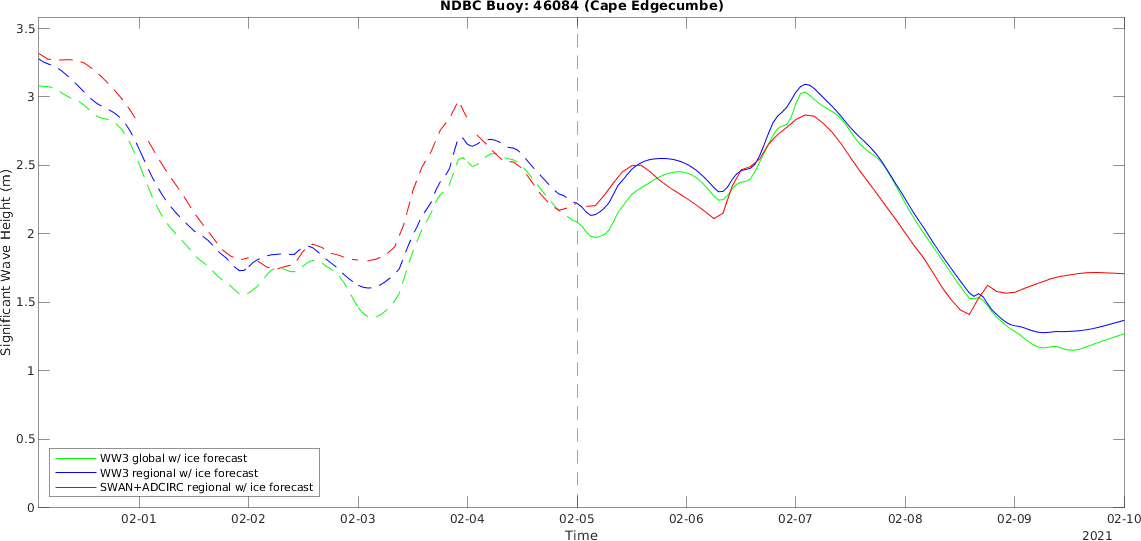 NDBC Buoy: 46084 (Cape Edgecumbe)
Significant Wave Height (m)
3.5
3
2.5
2
1.5
1
0.5
0
WW3 global w/ ice forecast
WW3 regional w/ ice forecast
SWAN+ADCIRC regional w/ ice forecast
02-01 02-02 02-03 02-04 02-05 02-06 02-07 02-08 02-09 02-10
Time
2021